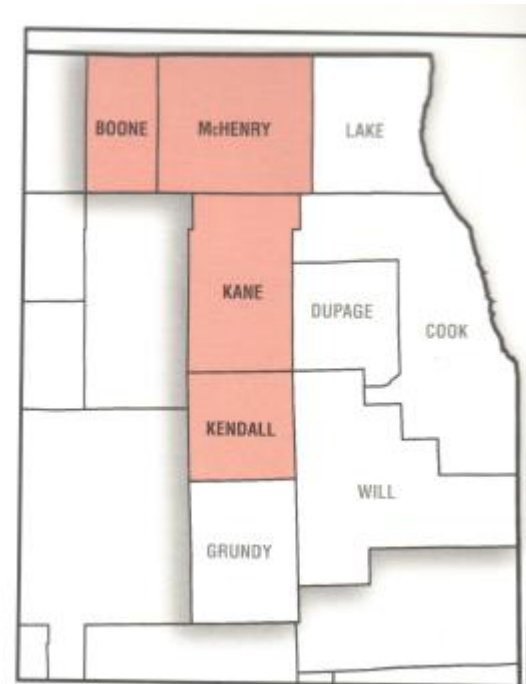 BOONE
McHENRY
LAKE
KANE
DUPAGE
COOK
KENDALL
WILL
GRUNDY